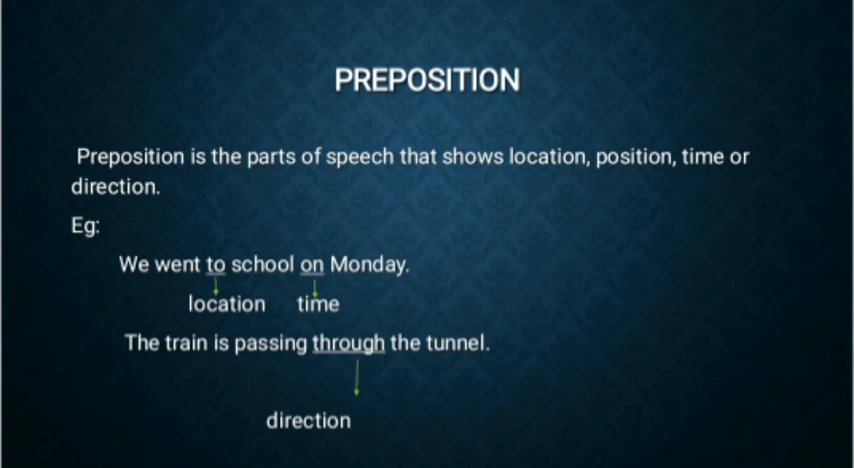 PREPOSITION
Preposition is the parts of speech that shows location, position, time or
direction.
Eg:
We went to school on Monday.
location time
The train is passing through the tunnel.
direction